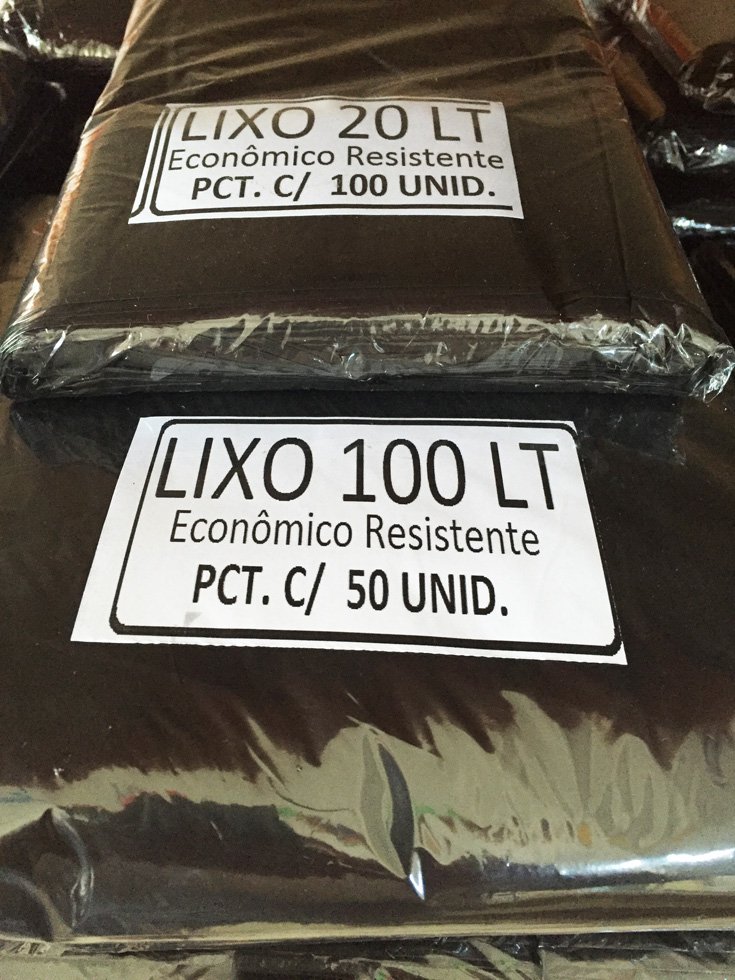 LIXO 20 LT
Econômico Resistente
PCT. C/ 100 UNID.
LIXO 100 LT
Econômico Resistente
PCT. C/ 50 UNID.